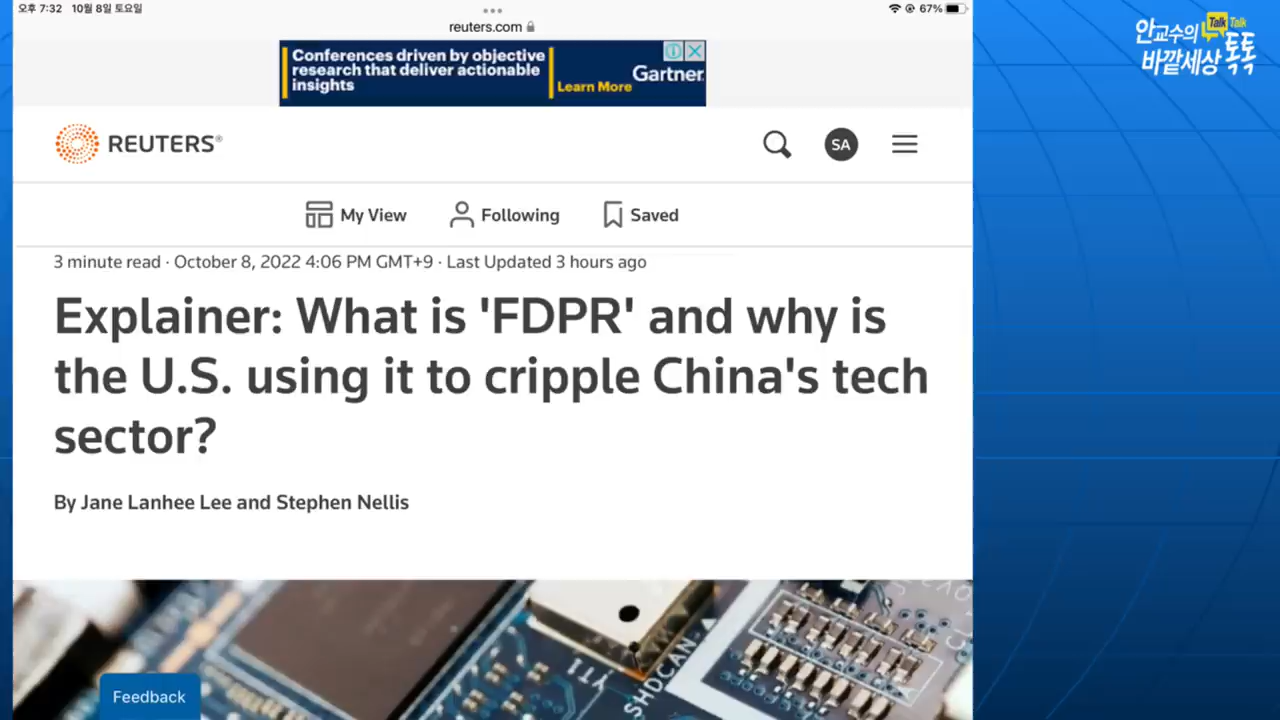 오후 7:32 10월 8일 토요일
67%
reuters.com
안교수의 Talk Talk
바깥세상 톡톡
Conferences driven by objective
research that deliver actionable
insights
Learn More
Gartner
REUTERS®
SA
My View
Following
Saved
3 minute read · October 8, 2022 4:06 PM GMT+9 · Last Updated 3 hours ago
Explainer: What is 'FDPR' and why is
the U.S. using it to cripple China's tech
sector?
By Jane Lanhee Lee and Stephen Nellis
Y11
SHDCAN
Feedback